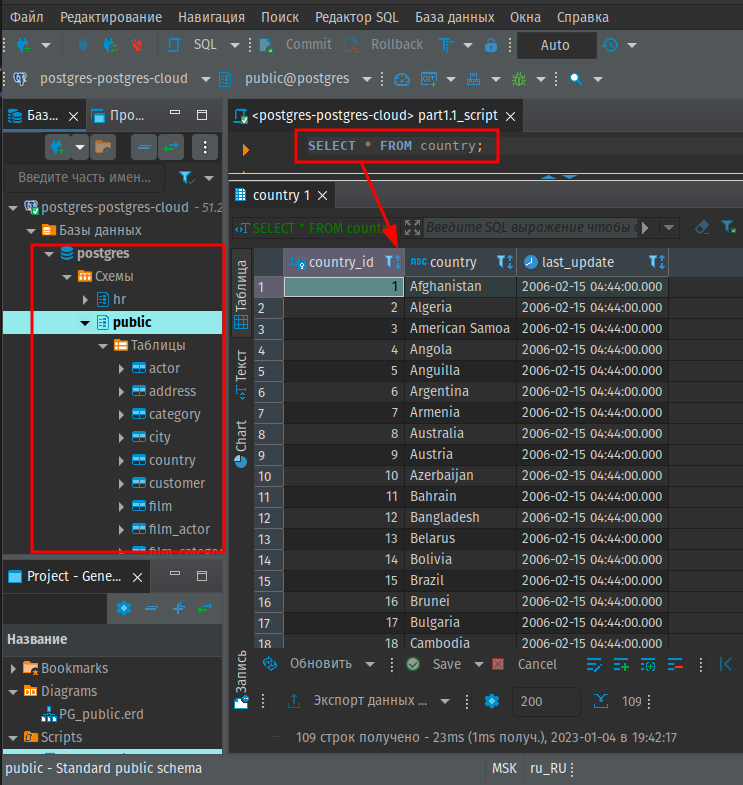 Файл Редактирование Навигация Поиск Редактор SQL База данных Окна Справка
SQL Commit Rollback Auto
postgres-postgres-cloud public@postgres
Баз... Про...
<postgres-postgres-cloud> part1.1_script
SELECT * FROM country;
Введите часть имен...
country 1
SELECT * FROM count Введите SQL выражение чтобы
postgres-postgres-cloud - 51.2
Базы данных
postgres
Схемы
hr
public
Таблицы
actor
address
category
city
country
customer
film
film_actor
film_categor
Таблица
Текст
Chart
Запись
country_id country last_update
1 1 Afghanistan 2006-02-15 04:44:00.000
2 2 Algeria 2006-02-15 04:44:00.000
3 3 American Samoa 2006-02-15 04:44:00.000
4 4 Angola 2006-02-15 04:44:00.000
5 5 Anguilla 2006-02-15 04:44:00.000
6 6 Argentina 2006-02-15 04:44:00.000
7 7 Armenia 2006-02-15 04:44:00.000
8 8 Australia 2006-02-15 04:44:00.000
9 9 Austria 2006-02-15 04:44:00.000
10 10 Azerbaijan 2006-02-15 04:44:00.000
11 11 Bahrain 2006-02-15 04:44:00.000
12 12 Bangladesh 2006-02-15 04:44:00.000
13 13 Belarus 2006-02-15 04:44:00.000
14 14 Bolivia 2006-02-15 04:44:00.000
15 15 Brazil 2006-02-15 04:44:00.000
16 16 Brunei 2006-02-15 04:44:00.000
17 17 Bulgaria 2006-02-15 04:44:00.000
18 18 Cambodia 2006-02-15 04:44:00.000
Project - Gene...
Название
Bookmarks
Diagrams
PG_public.erd
Scripts
Обновить Save Cancel
Экспорт данных ... 200 109
109 строк получено - 23ms (1ms получ.), 2023-01-04 в 19:42:17
public - Standard public schema MSK ru_RU